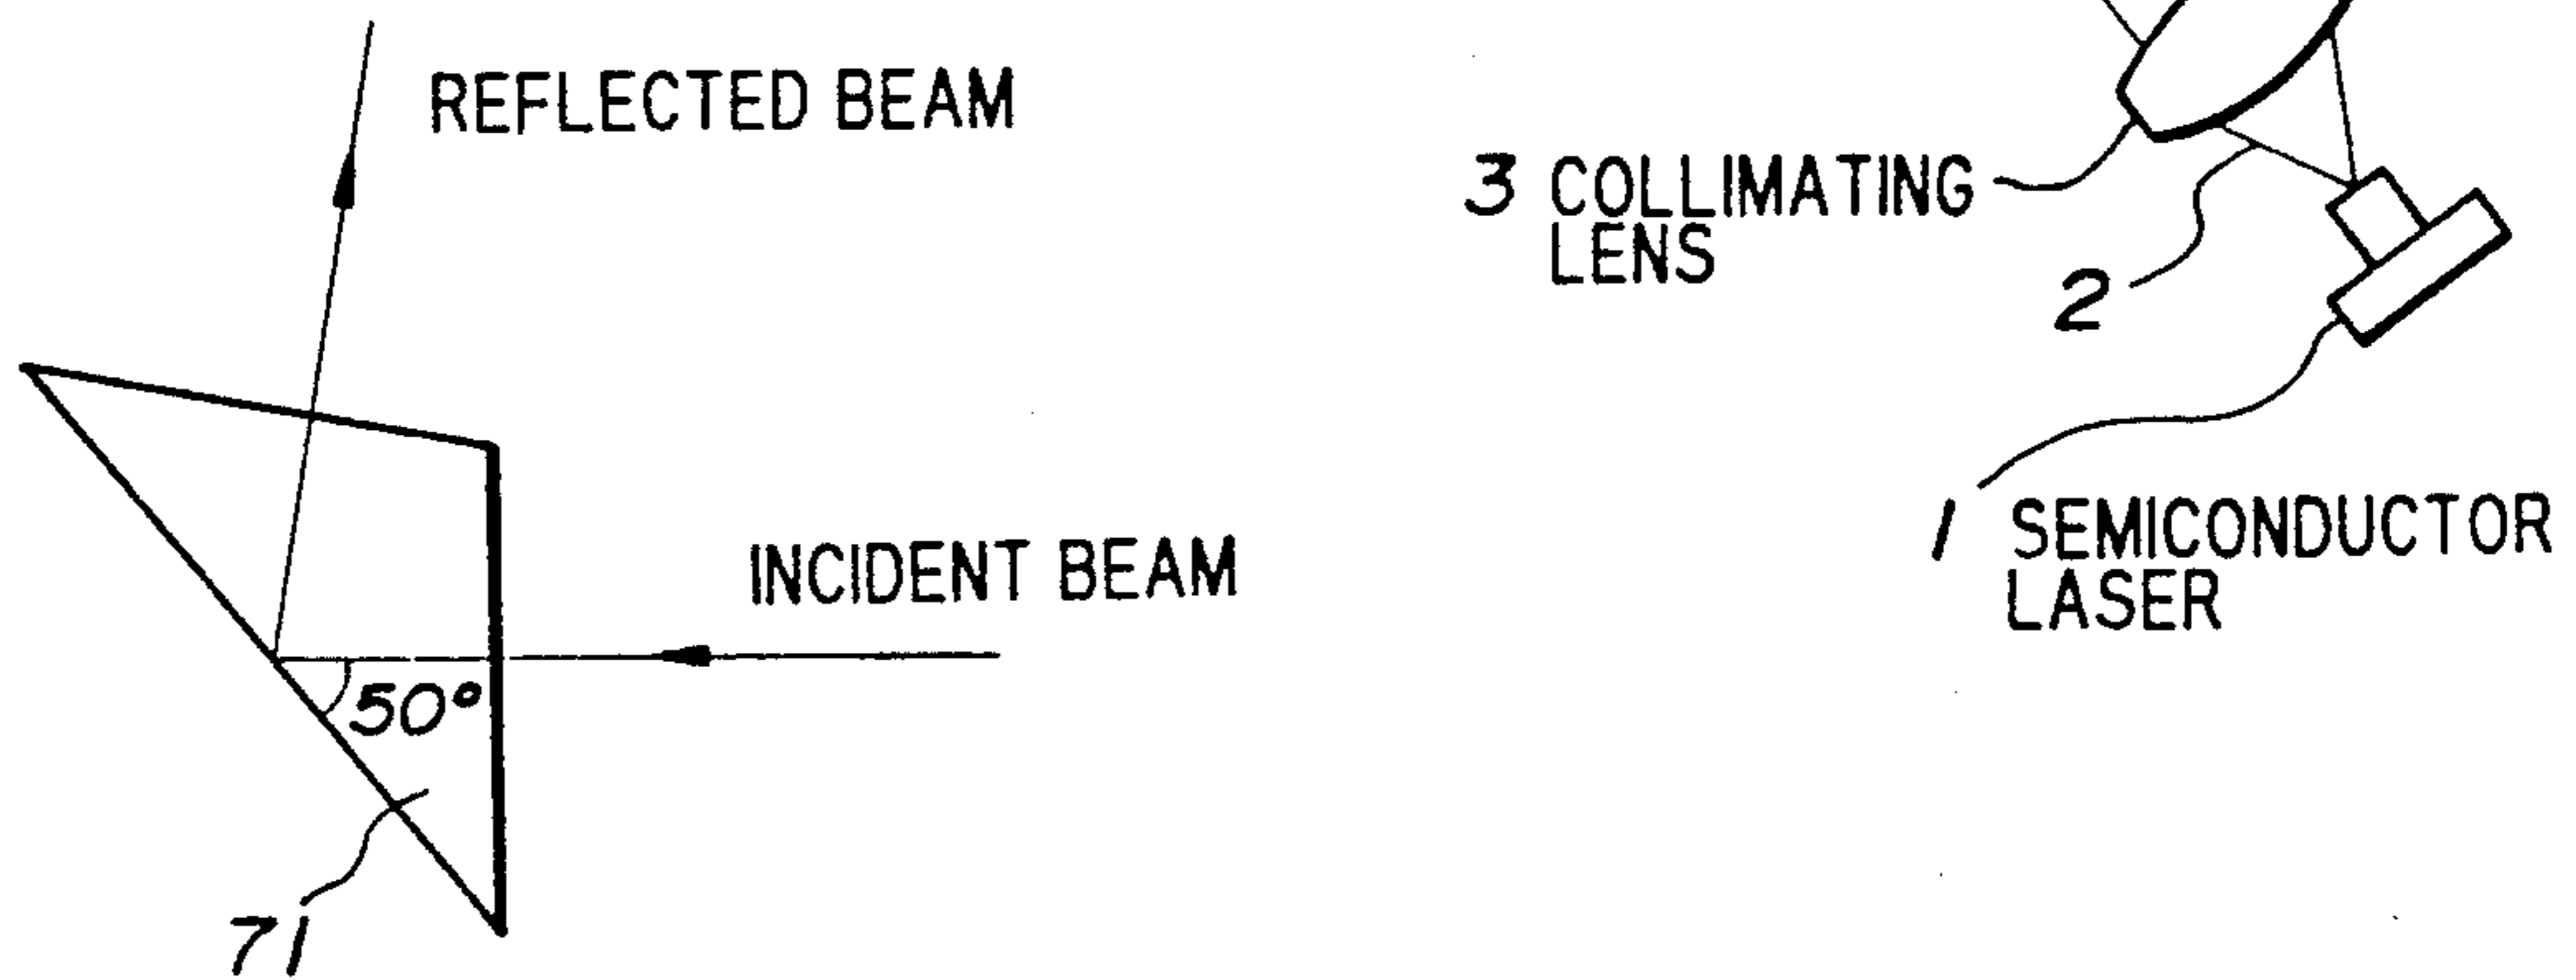 REFLECTED BEAM
INCIDENT BEAM
50°
71
3 COLLIMATING
LENS
2
1 SEMICONDUCTOR
LASER